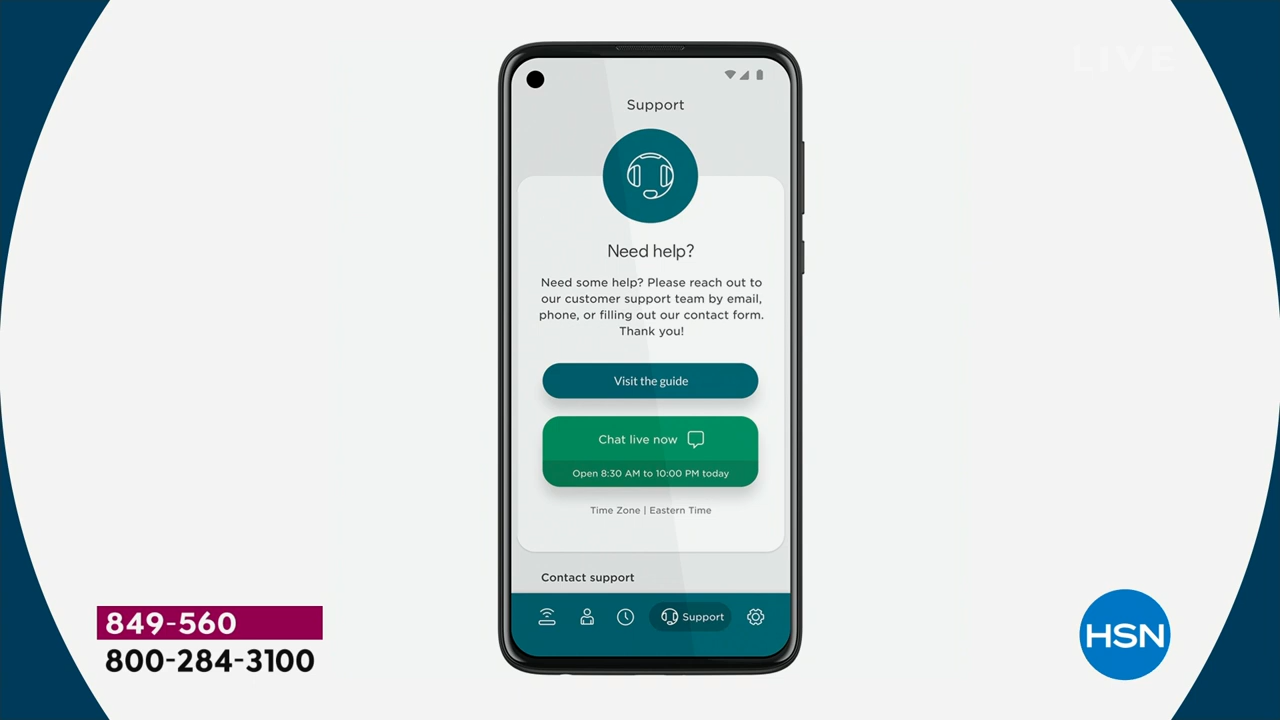 LIVE
Support
Need help?
Need some help? Please reach out to
our customer support team by email,
phone, or filling out our contact form.
Thank you!
Visit the guide
Chat live now
Open 8:30 AM to 10:00 PM today
Time Zone | Eastern Time
Contact support
Support
849-560
800-284-3100
HSN